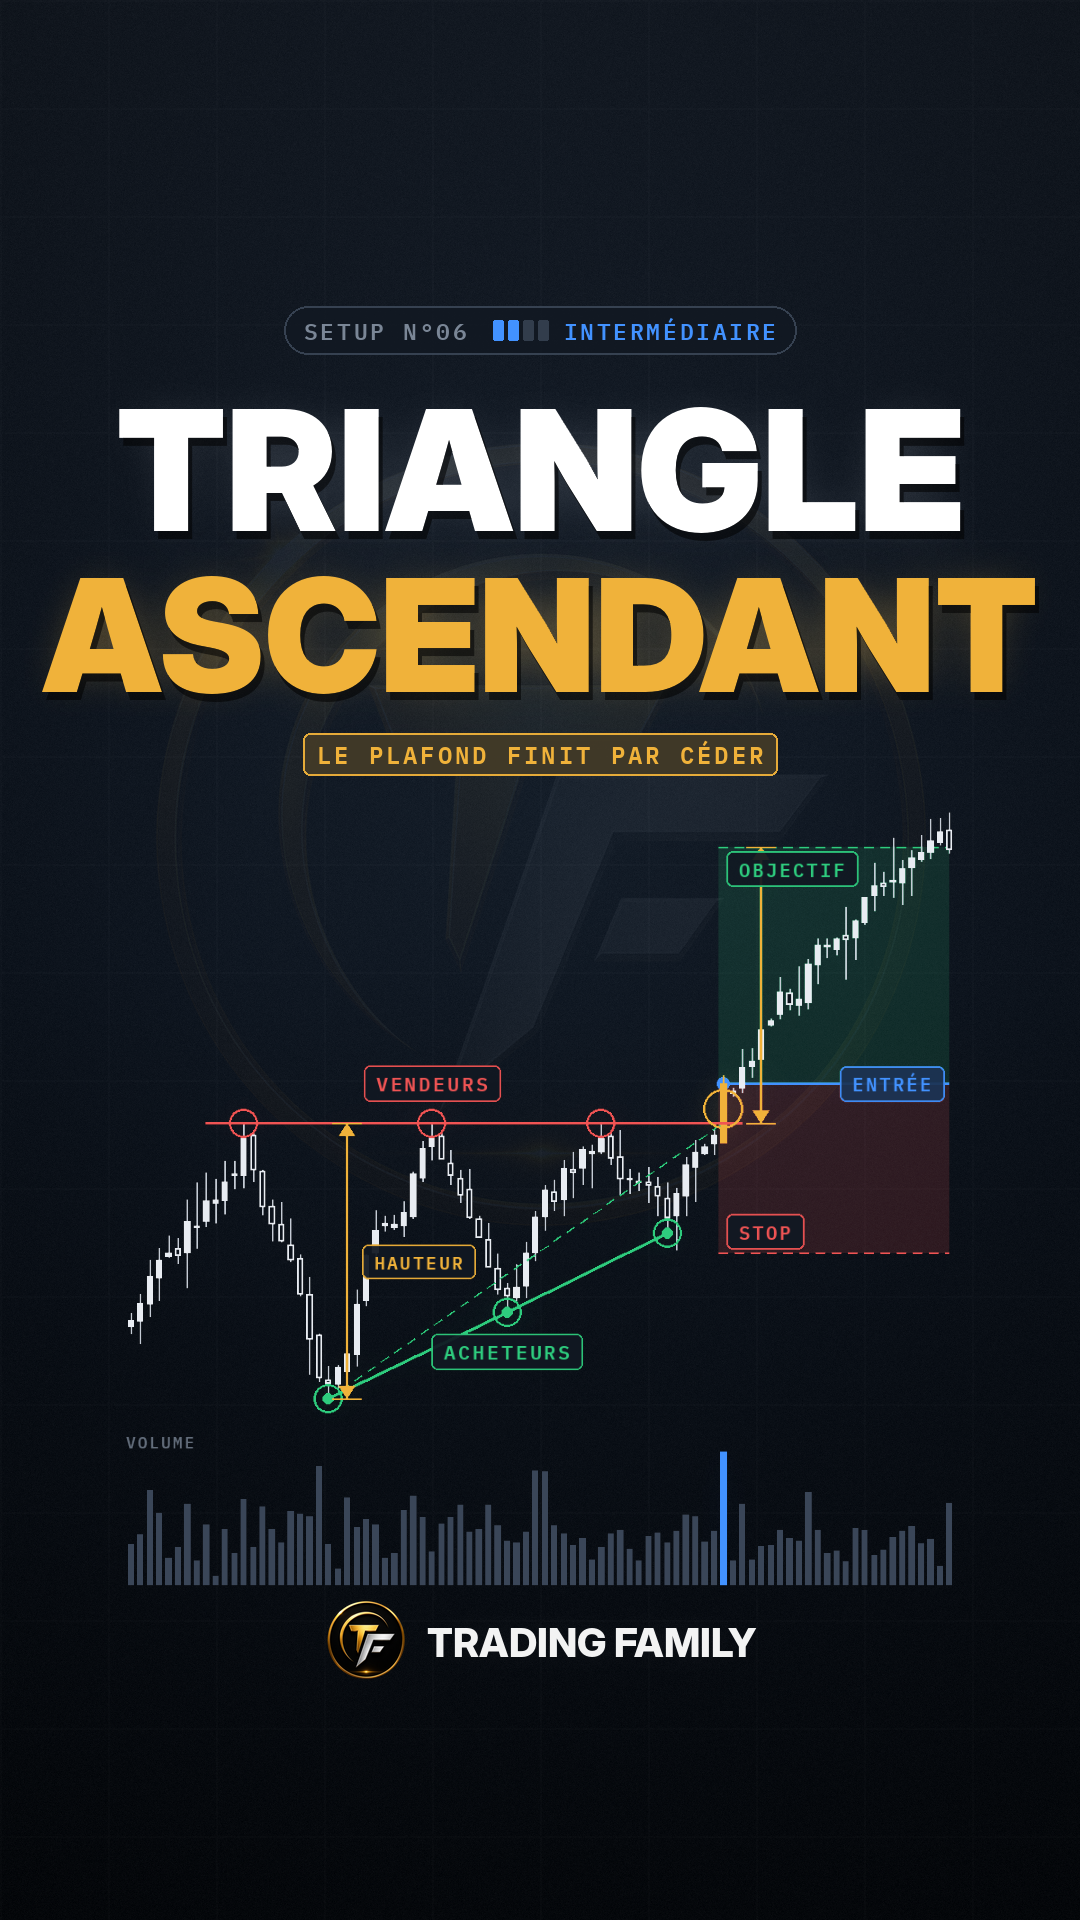 SETUP N°06 INTERMÉDIAIRE
TRIANGLE
ASCENDANT
LE PLAFOND FINIT PAR CÉDER
OBJECTIF
VENDEURS
ENTRÉE
STOP
HAUTEUR
ACHETEURS
VOLUME
TF TRADING FAMILY